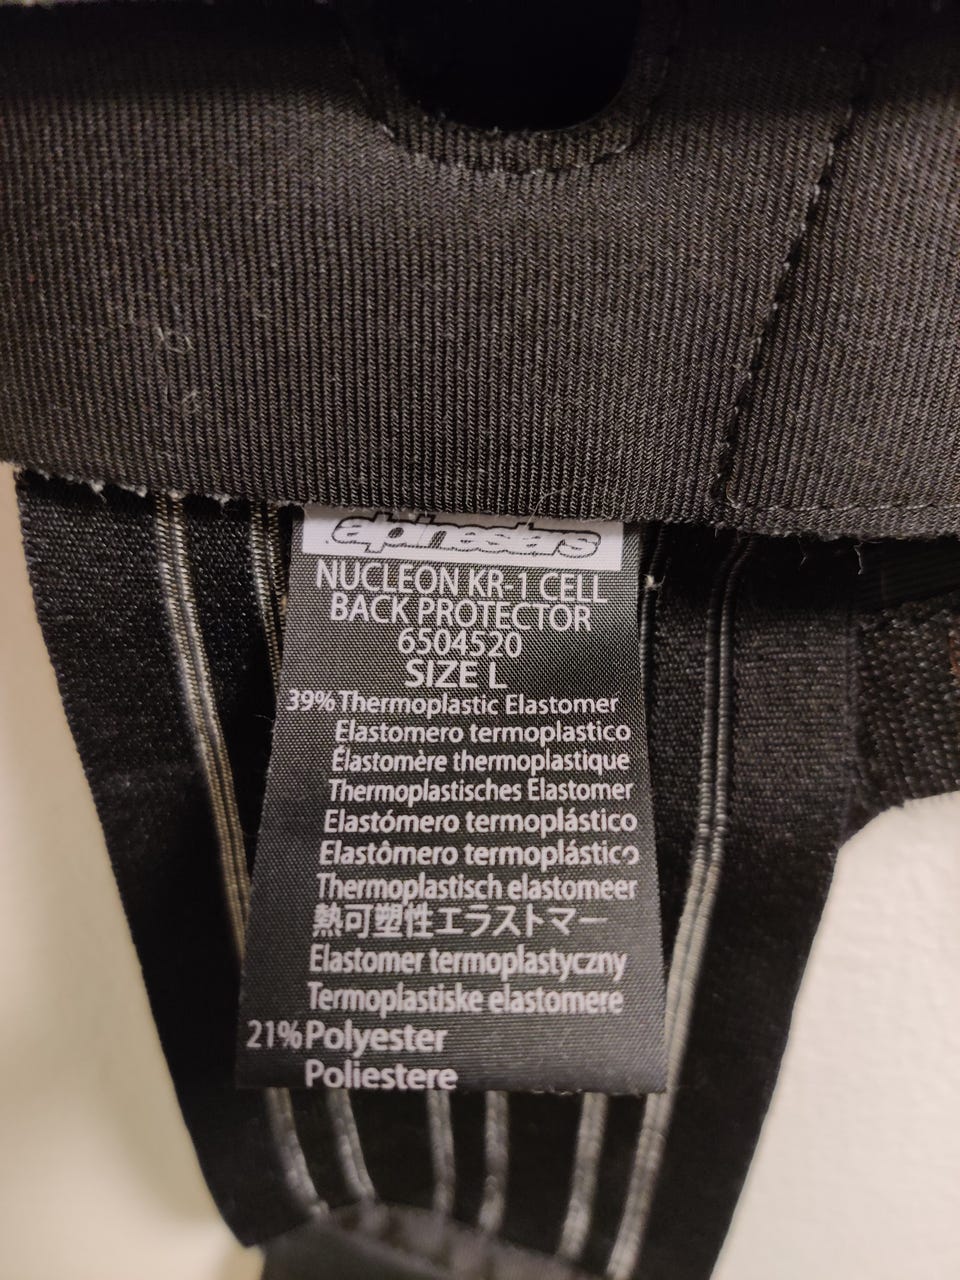 alpinestars
NUCLEON KR-1 CELL
BACK PROTECTOR
6504520
SIZE L
39% Thermoplastic Elastomer
Elastomero termoplastico
Élastomère thermoplastique
Thermoplastisches Elastomer
Elastómero termoplástico
Elastômero termoplástico
Thermoplastisch elastomeer
熱可塑性エラストマー
Elastomer termoplastyczny
Termoplastiske elastomere
21% Polyester
Poliestere